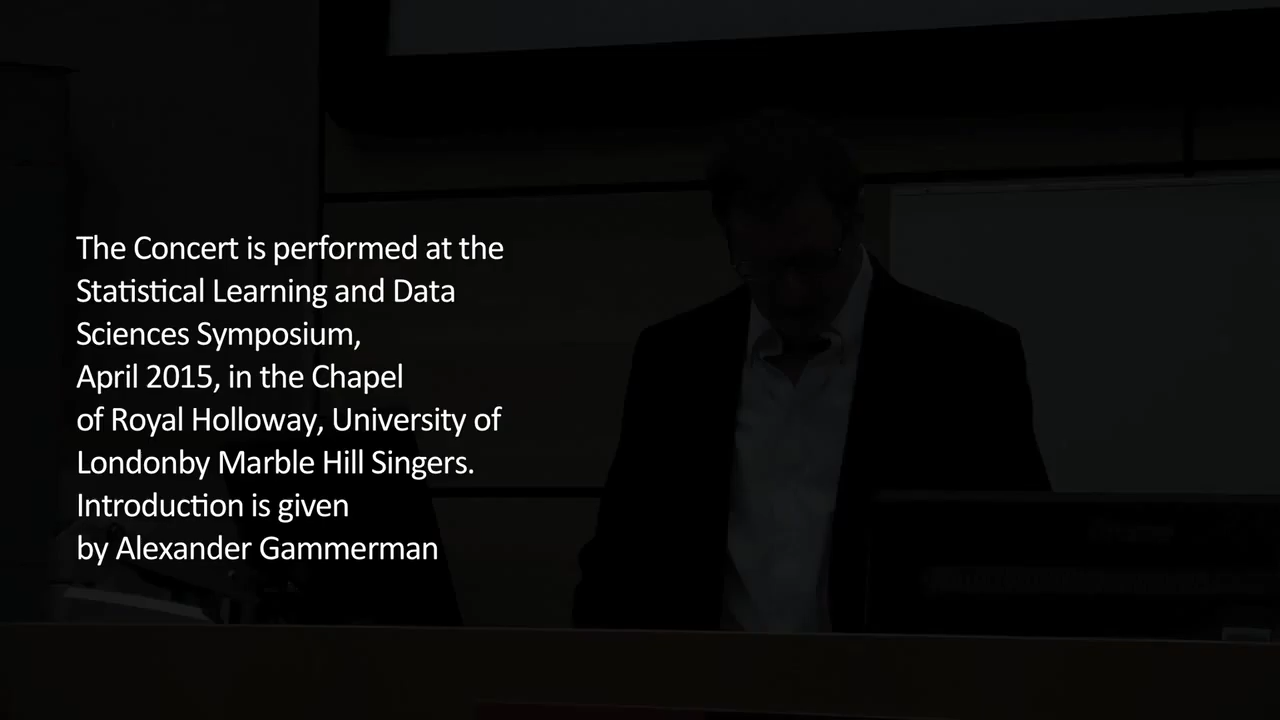 The Concert is performed at the
Statistical Learning and Data
Sciences Symposium,
April 2015, in the Chapel
of Royal Holloway, University of
Londonby Marble Hill Singers.
Introduction is given
by Alexander Gammerman